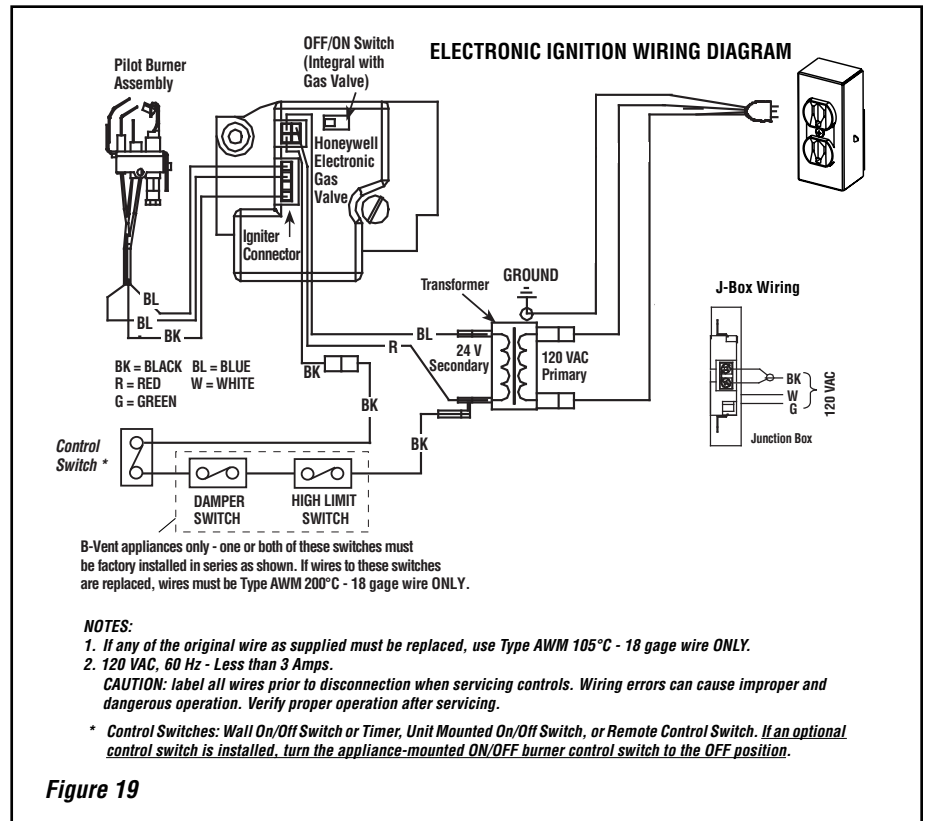 ELECTRONIC IGNITION WIRING DIAGRAM
OFF/ON Switch
(Integral with
Gas Valve)
Pilot Burner
Assembly
Honeywell
Electronic
Gas
Valve
Igniter
Connector
BL
BL
BK
BK = BLACK BL = BLUE
R = RED W = WHITE
G = GREEN
Transformer
GROUND
BL
R
24 V
Secondary
120 VAC
Primary
BK
BK
BK
J-Box Wiring
BK
W
G
120 VAC
Junction Box
Control
Switch *
DAMPER
SWITCH
HIGH LIMIT
SWITCH
B-Vent appliances only - one or both of these switches must
be factory installed in series as shown. If wires to these switches
are replaced, wires must be Type AWM 200°C - 18 gage wire ONLY.
NOTES:
1. If any of the original wire as supplied must be replaced, use Type AWM 105°C - 18 gage wire ONLY.
2. 120 VAC, 60 Hz - Less than 3 Amps.
CAUTION: label all wires prior to disconnection when servicing controls. Wiring errors can cause improper and
dangerous operation. Verify proper operation after servicing.
* Control Switches: Wall On/Off Switch or Timer, Unit Mounted On/Off Switch, or Remote Control Switch. If an optional
control switch is installed, turn the appliance-mounted ON/OFF burner control switch to the OFF position.
Figure 19